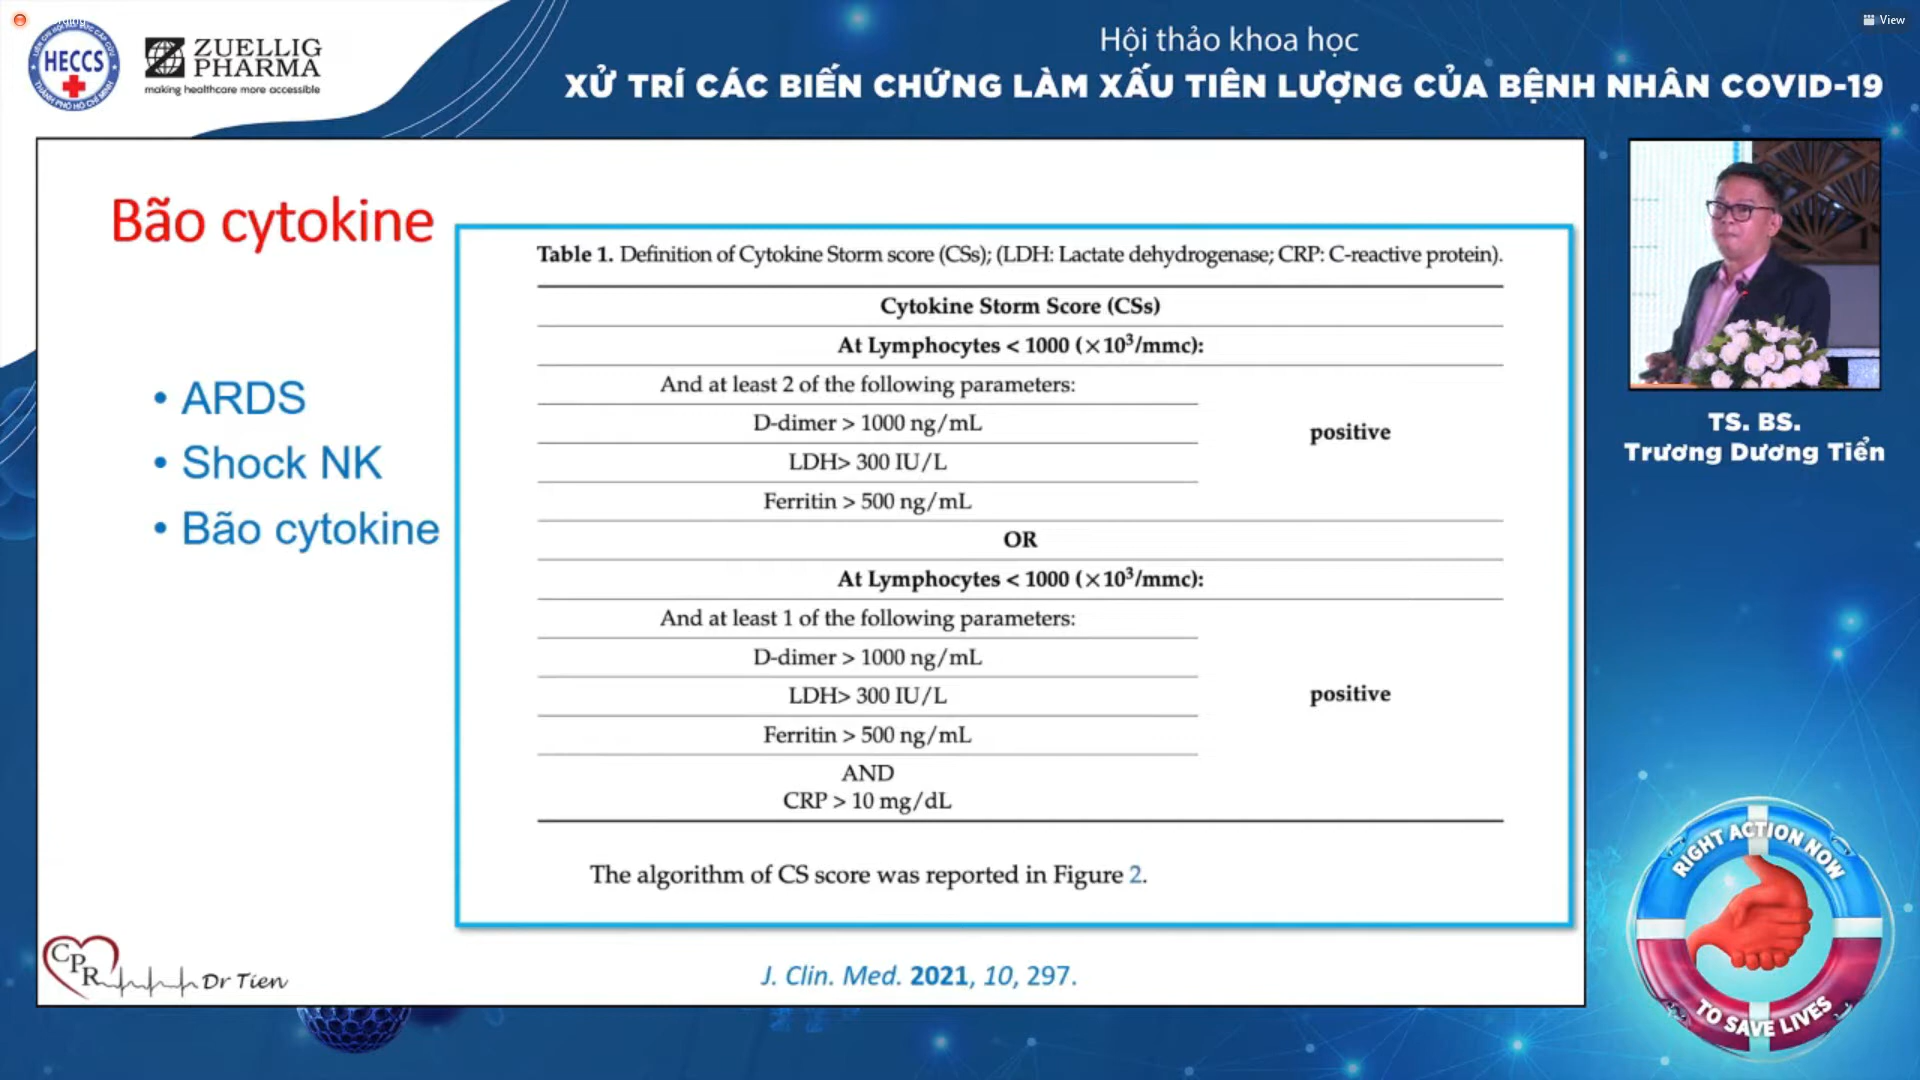 HECCS
THÀNH PHỐ HỒ CHÍ MINH
ZUELLIG
PHARMA
making healthcare more accessible
Hội thảo khoa học
XỬ TRÍ CÁC BIẾN CHỨNG LÀM XẤU TIÊN LƯỢNG CỦA BỆNH NHÂN COVID-19
View
Bão cytokine
• ARDS
• Shock NK
• Bão cytokine
Table 1. Definition of Cytokine Storm score (CSs); (LDH: Lactate dehydrogenase; CRP: C-reactive protein).
Cytokine Storm Score (CSs)
At Lymphocytes < 1000 (×10³/mmc):
And at least 2 of the following parameters:
D-dimer > 1000 ng/mL
LDH> 300 IU/L
Ferritin > 500 ng/mL
positive
OR
At Lymphocytes < 1000 (×10³/mmc):
And at least 1 of the following parameters:
D-dimer > 1000 ng/mL
LDH> 300 IU/L
Ferritin > 500 ng/mL
AND
CRP > 10 mg/dL
positive
The algorithm of CS score was reported in Figure 2.
J. Clin. Med. 2021, 10, 297.
CPR Dr Tien
TS. BS.
Trương Dương Tiển
RIGHT ACTION NOW
TO SAVE LIVES